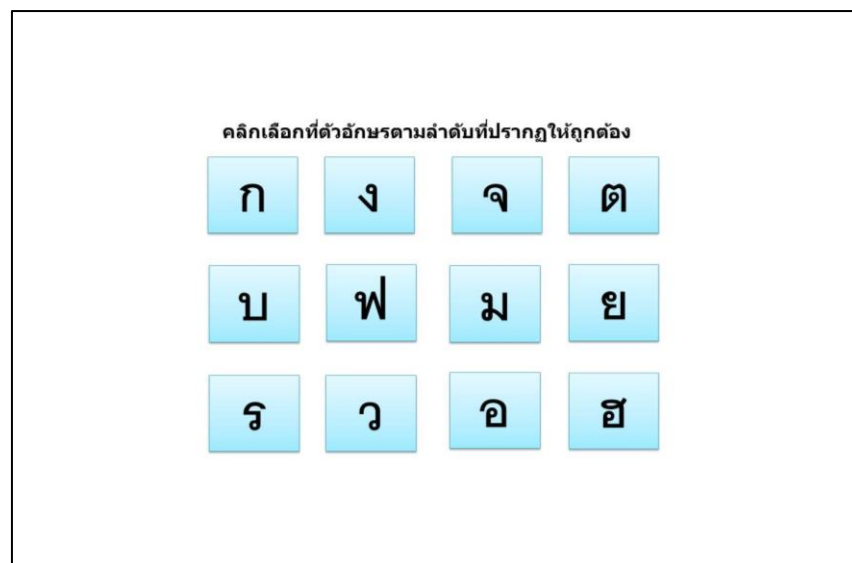 คลิกเลือกที่ตัวอักษรตามลำดับที่ปรากฏให้ถูกต้อง
ก ง จ ต
บ ฟ ม ย
ร ว อ ฮ